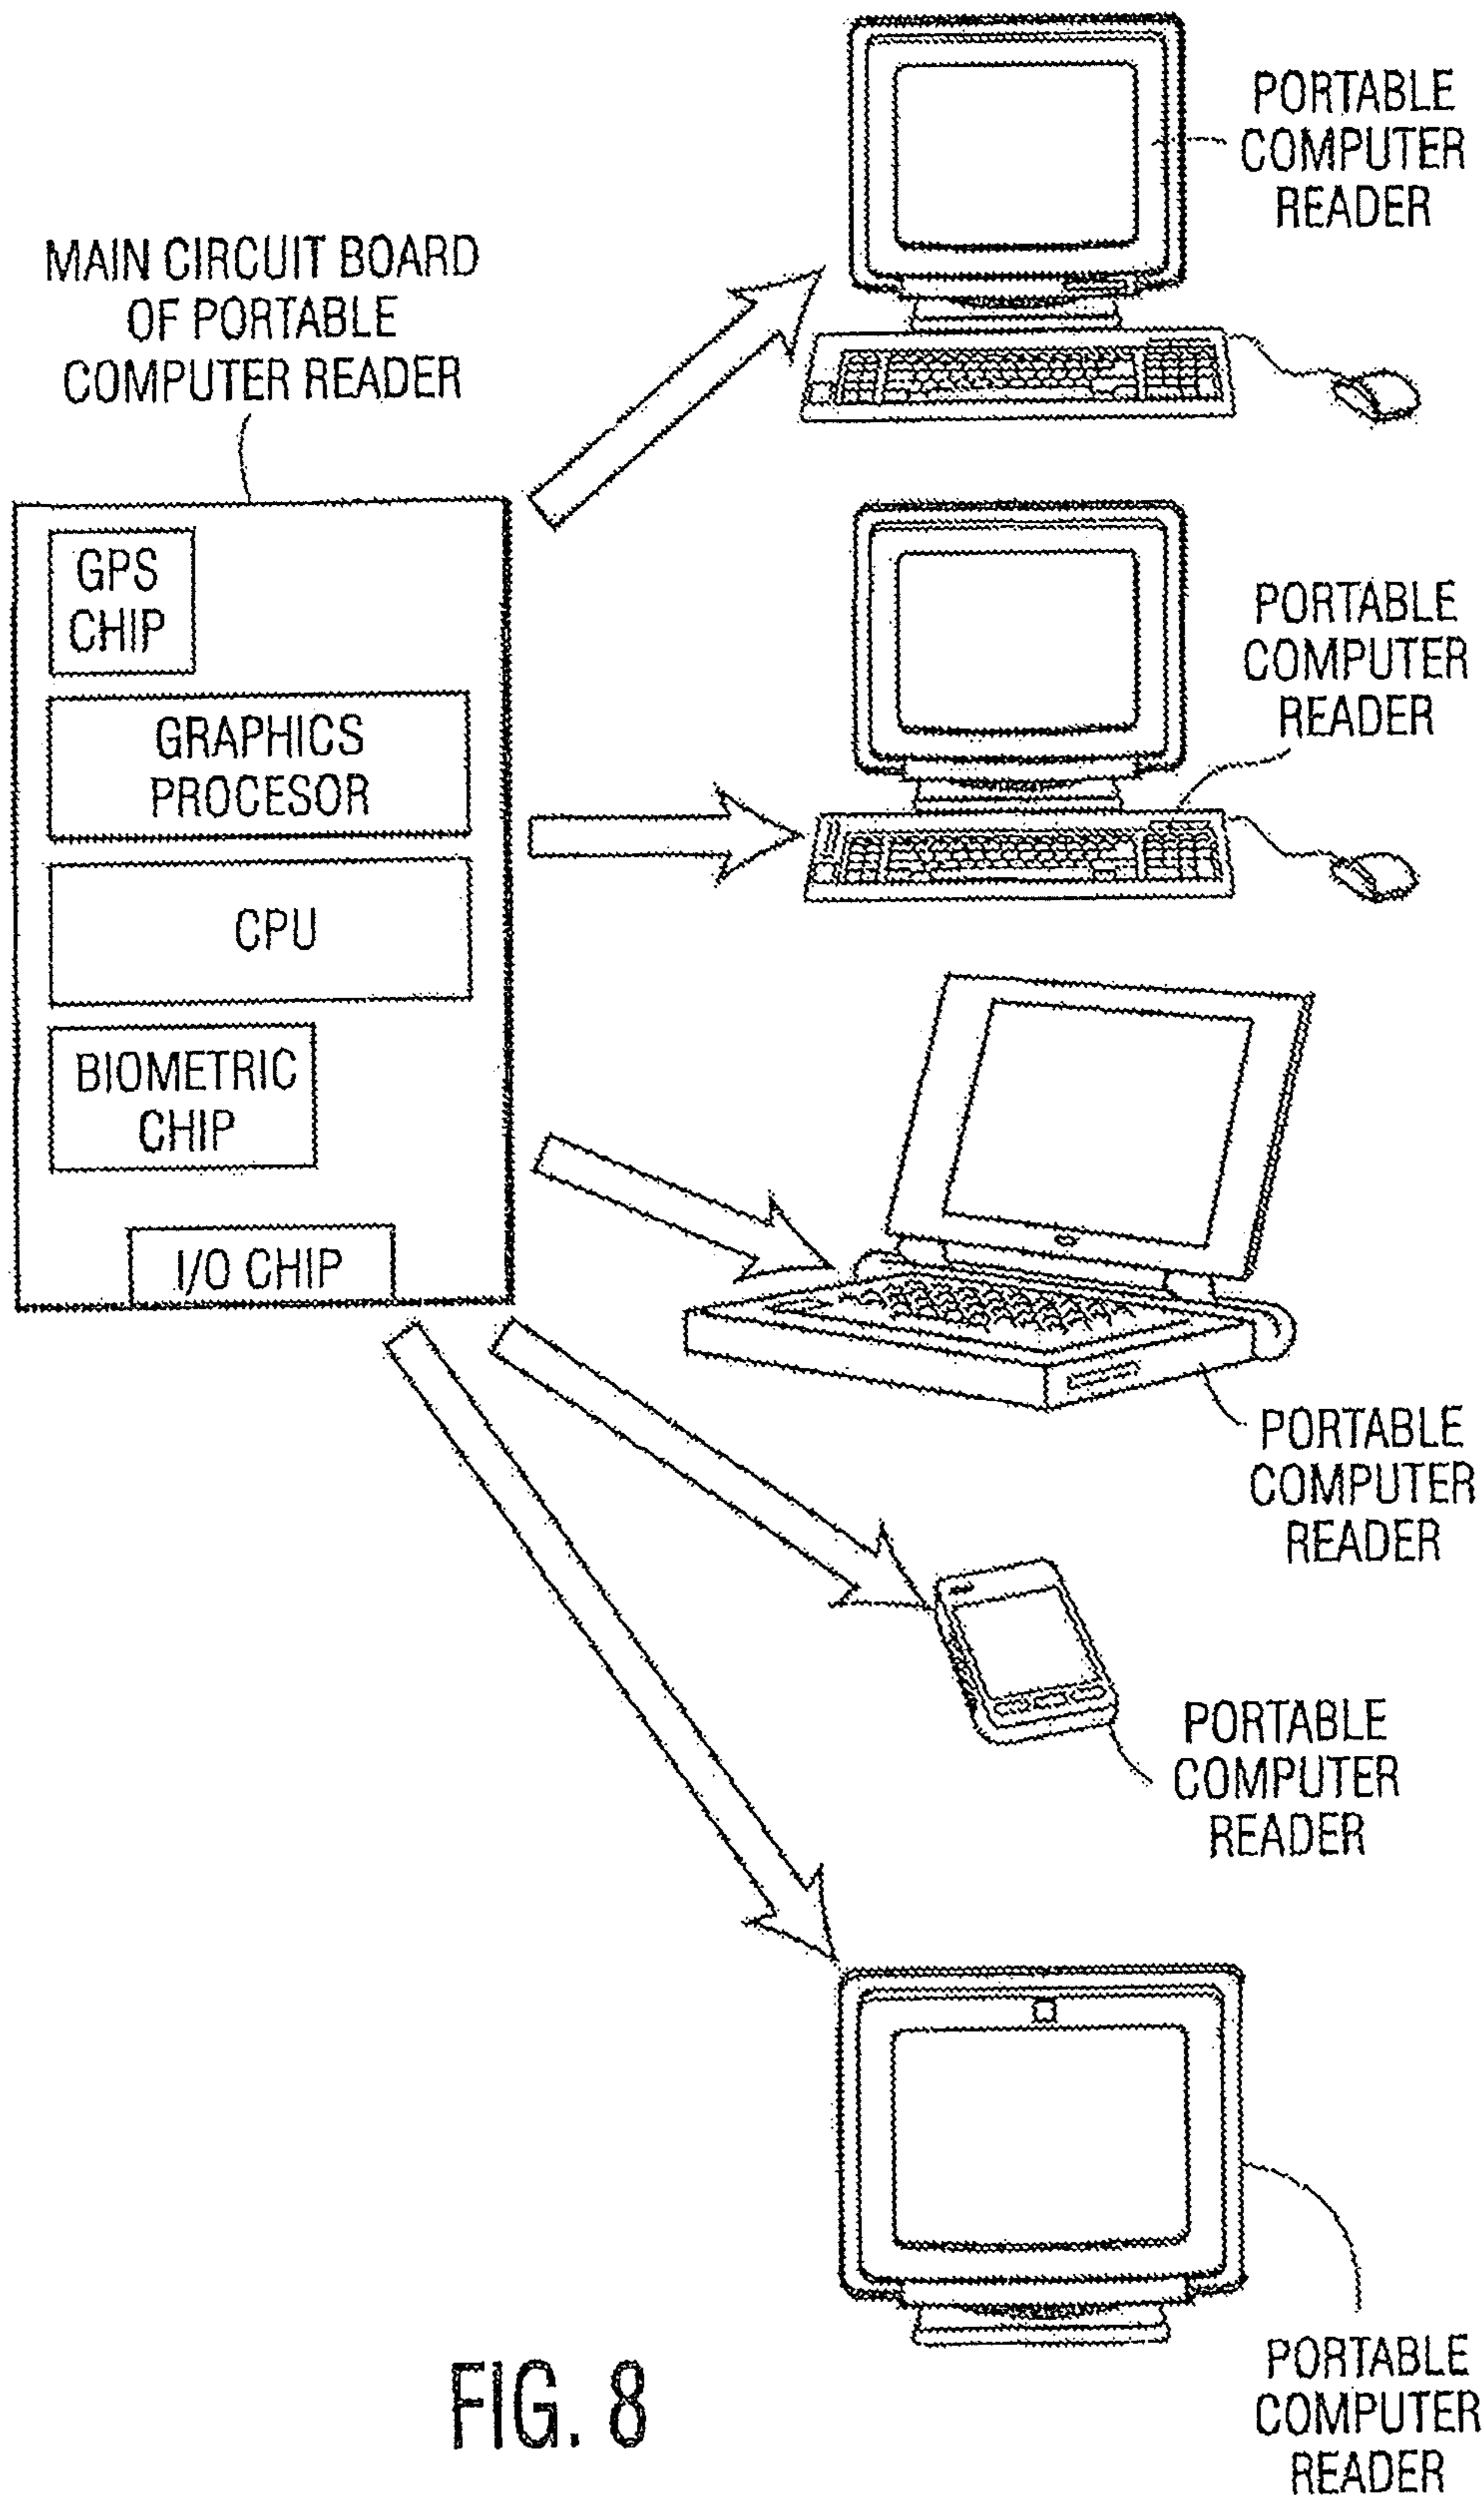 PORTABLE
COMPUTER
READER
MAIN CIRCUIT BOARD
OF PORTABLE
COMPUTER READER
GPS
CHIP
GRAPHICS
PROCESOR
CPU
BIOMETRIC
CHIP
I/O CHIP
PORTABLE
COMPUTER
READER
PORTABLE
COMPUTER
READER
PORTABLE
COMPUTER
READER
PORTABLE
COMPUTER
READER
FIG. 8